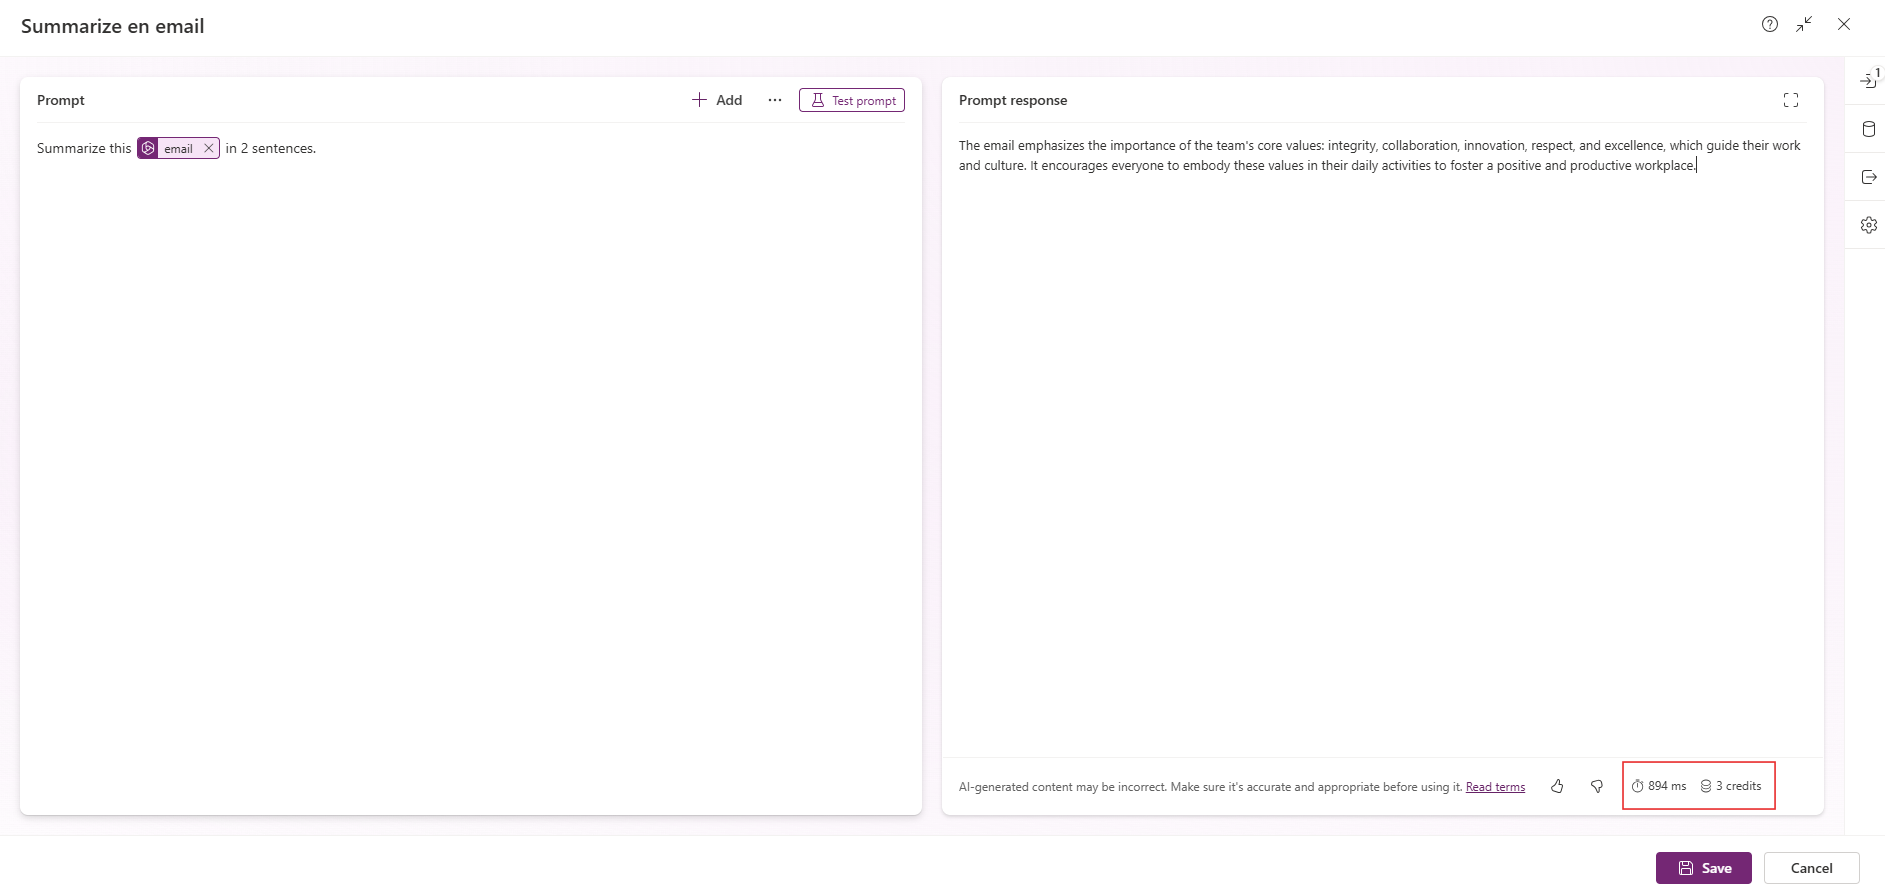 Summarize en email
Prompt
Add
Test prompt
Summarize this email in 2 sentences.
Prompt response
1
The email emphasizes the importance of the team's core values: integrity, collaboration, innovation, respect, and excellence, which guide their work
and culture. It encourages everyone to embody these values in their daily activities to foster a positive and productive workplace.
AI-generated content may be incorrect. Make sure it's accurate and appropriate before using it. Read terms
894 ms
3 credits
Save
Cancel